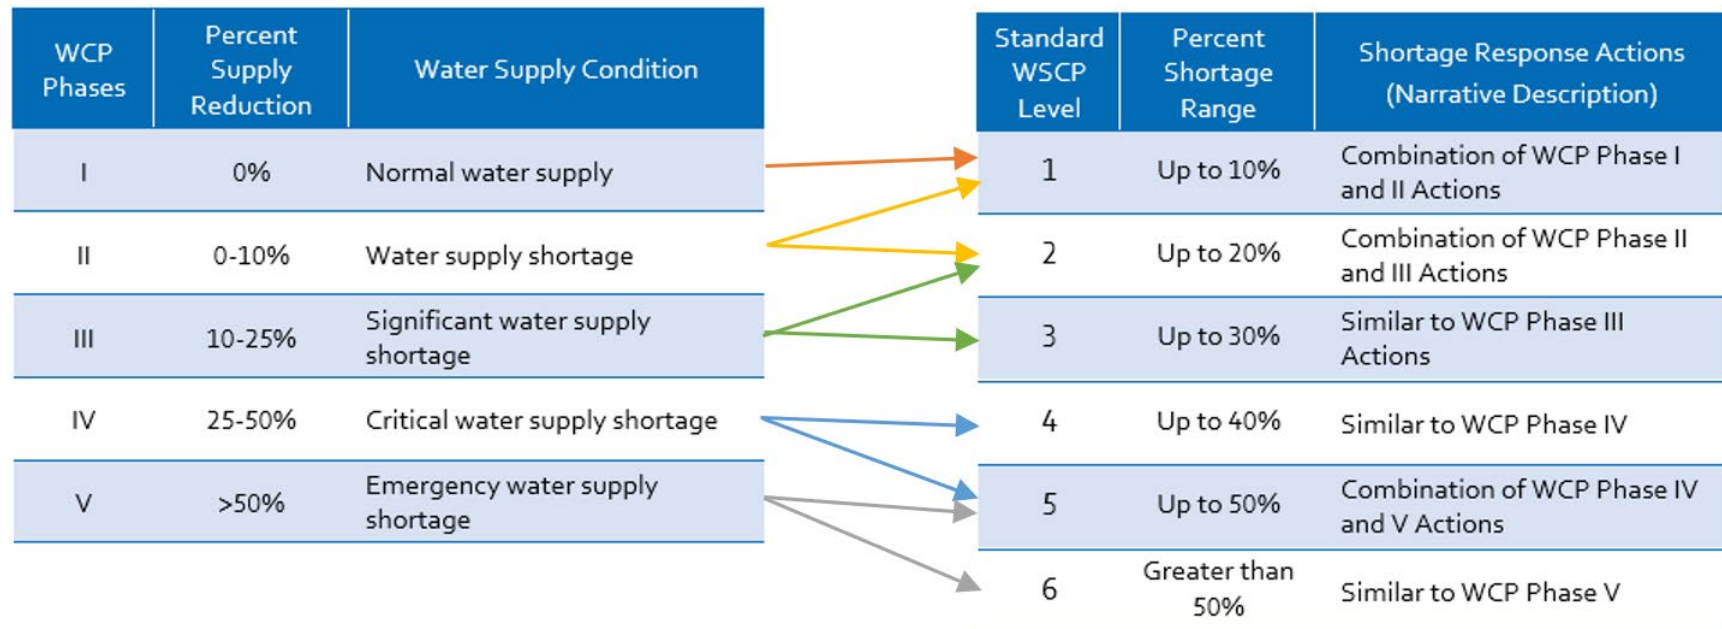 WCP Phases
Percent Supply Reduction
Water Supply Condition
I
0%
Normal water supply
II
0-10%
Water supply shortage
III
10-25%
Significant water supply
shortage
IV
25-50%
Critical water supply shortage
V
>50%
Emergency water supply
shortage
Standard WSCP Level
Percent Shortage Range
Shortage Response Actions
(Narrative Description)
1
Up to 10%
Combination of WCP Phase I
and II Actions
2
Up to 20%
Combination of WCP Phase II
and III Actions
3
Up to 30%
Similar to WCP Phase III
Actions
4
Up to 40%
Similar to WCP Phase IV
5
Up to 50%
Combination of WCP Phase IV
and V Actions
6
Greater than
50%
Similar to WCP Phase V